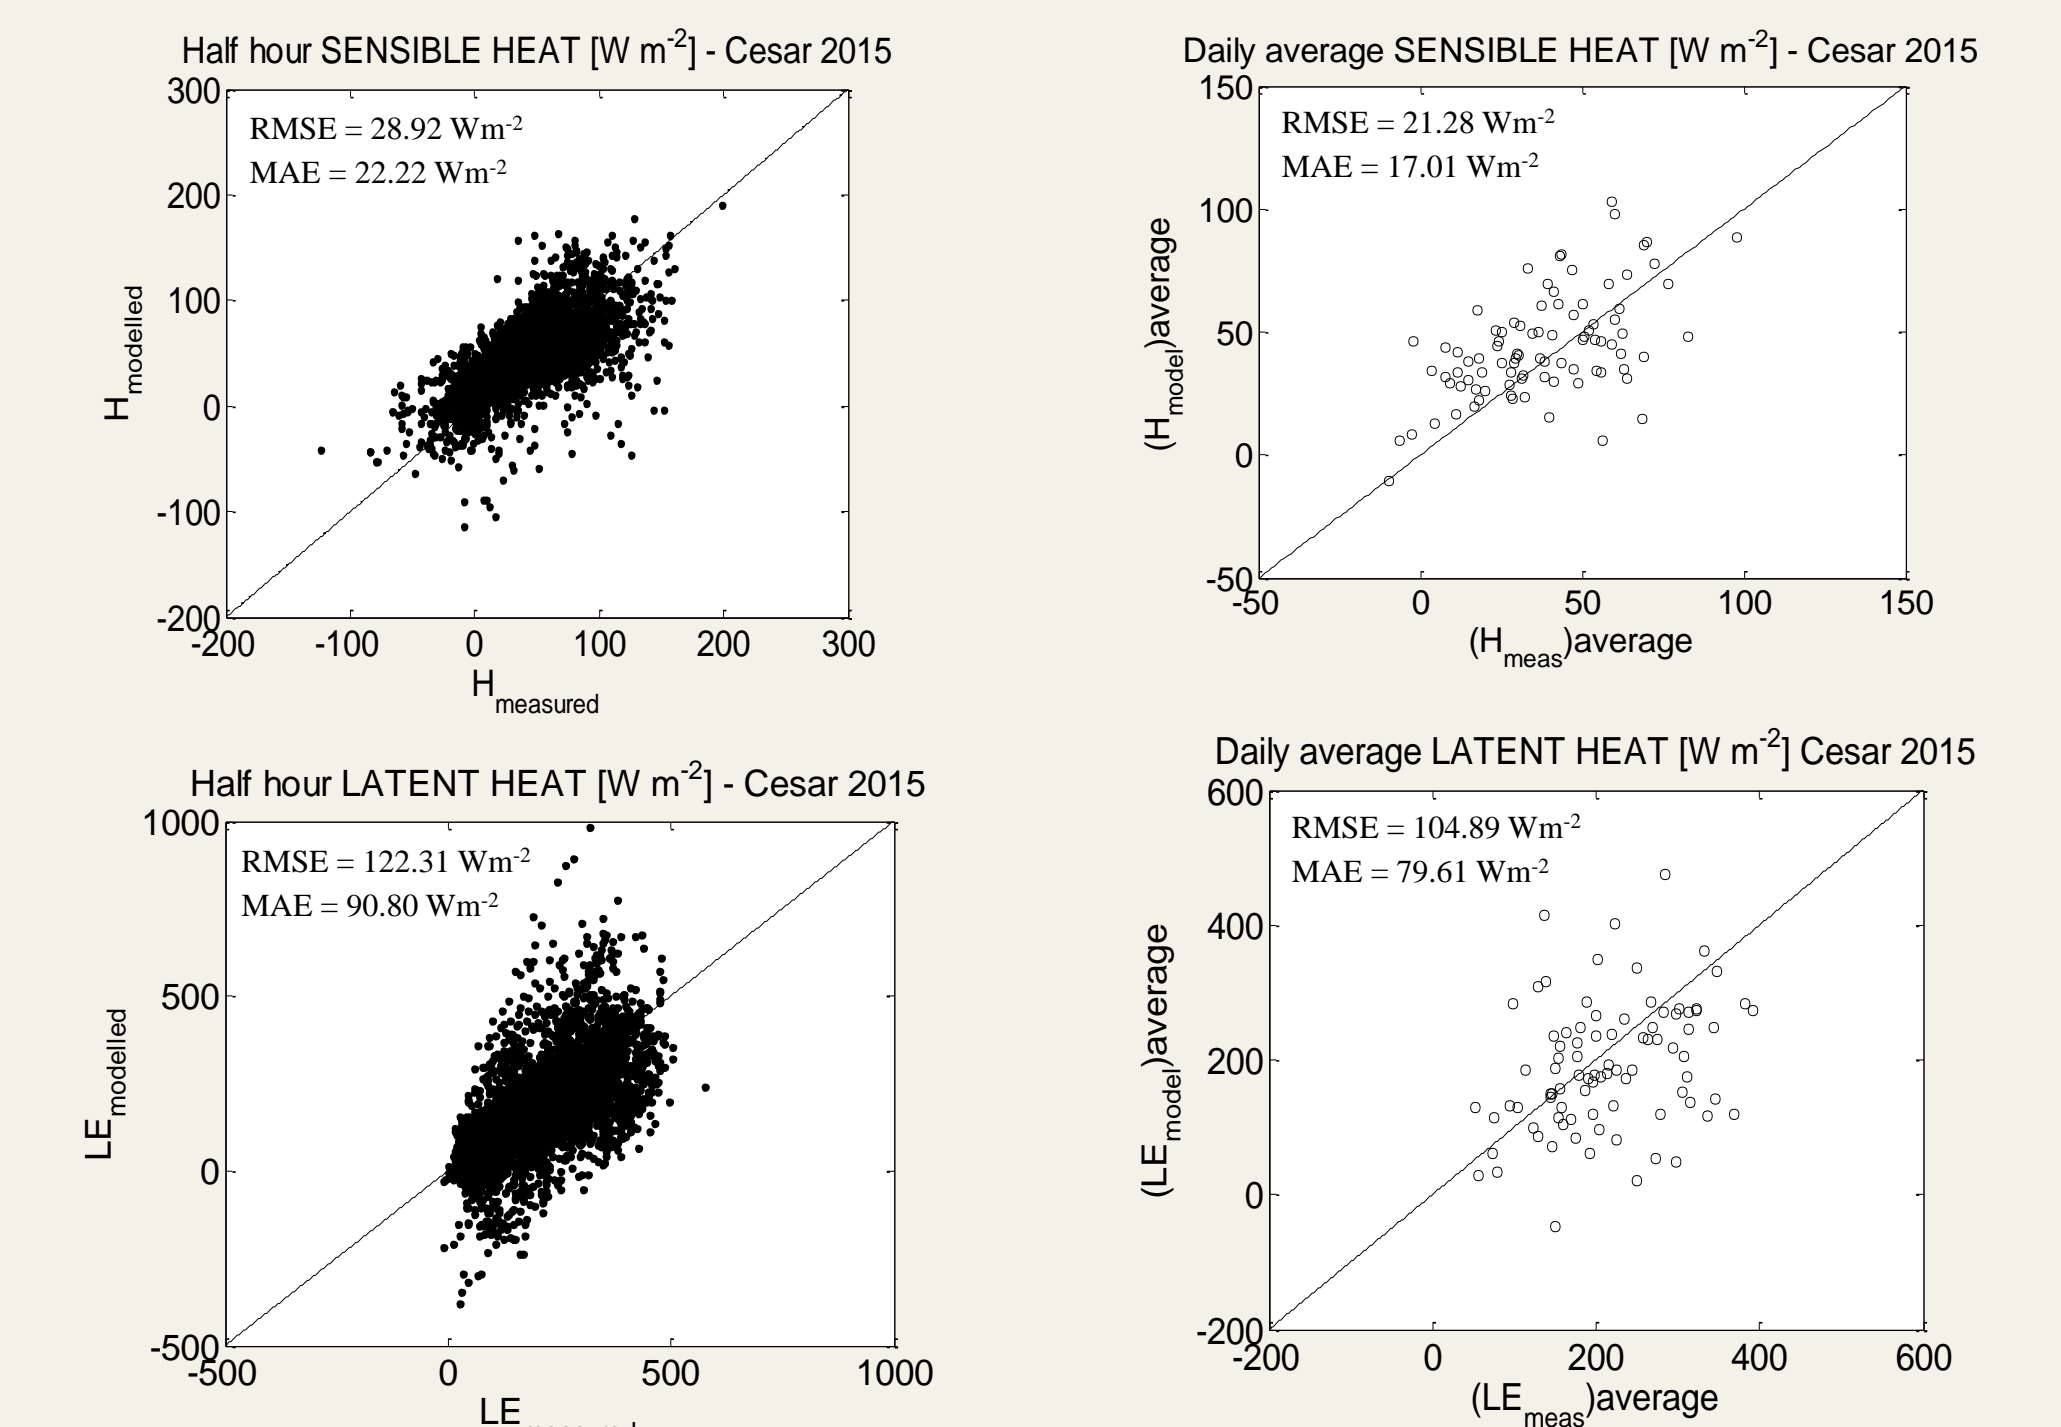 Half hour SENSIBLE HEAT [W m-2] - Cesar 2015
RMSE = 28.92 Wm-2
MAE = 22.22 Wm-2
300
200
100
0
-100
-200
Hmodelled
-200 -100 0 100 200 300
Hmeasured
Daily average SENSIBLE HEAT [W m-2] - Cesar 2015
RMSE = 21.28 Wm-2
MAE = 17.01 Wm-2
150
100
50
0
-50
(Hmodel)average
-50 0 50 100 150
(Hmeas)average
Half hour LATENT HEAT [W m-2] - Cesar 2015
RMSE = 122.31 Wm-2
MAE = 90.80 Wm-2
1000
500
0
-500
LEmodelled
-500 0 500 1000
LE
Daily average LATENT HEAT [W m-2] Cesar 2015
RMSE = 104.89 Wm-2
MAE = 79.61 Wm-2
600
400
200
0
-200
(LEmodel)average
-200 0 200 400 600
(LEmeas)average